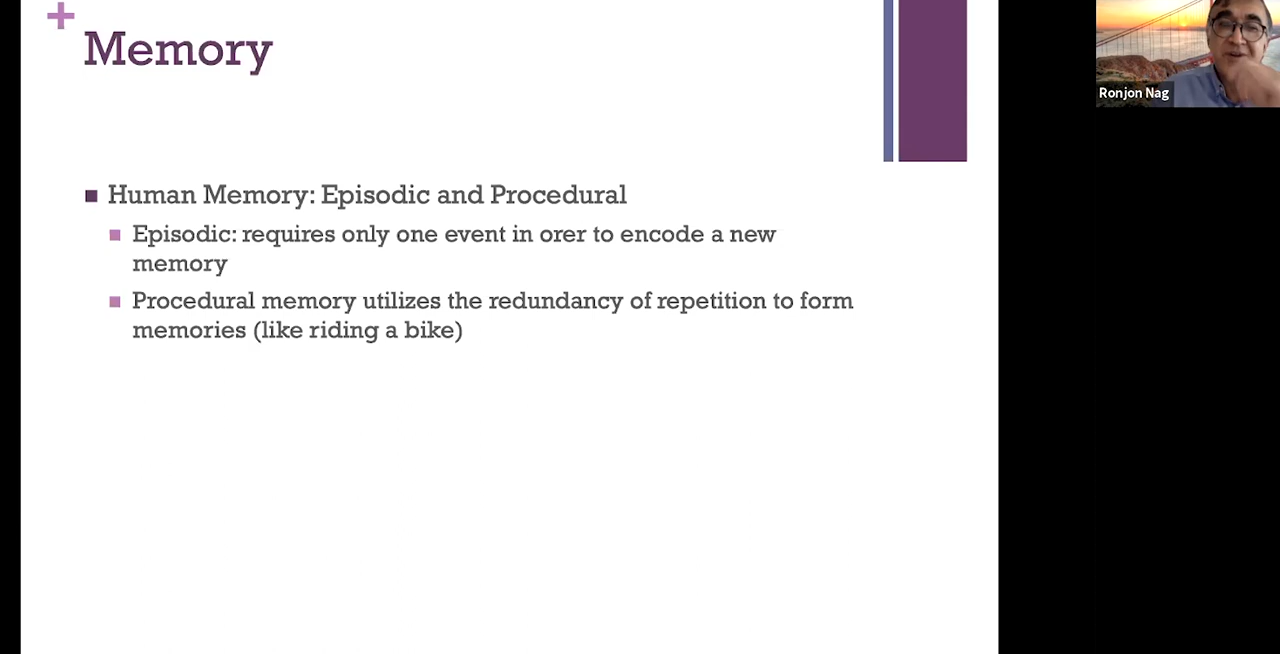 +
Memory
Human Memory: Episodic and Procedural
Episodic: requires only one event in orer to encode a new
memory
Procedural memory utilizes the redundancy of repetition to form
memories (like riding a bike)
Ronjon Nag